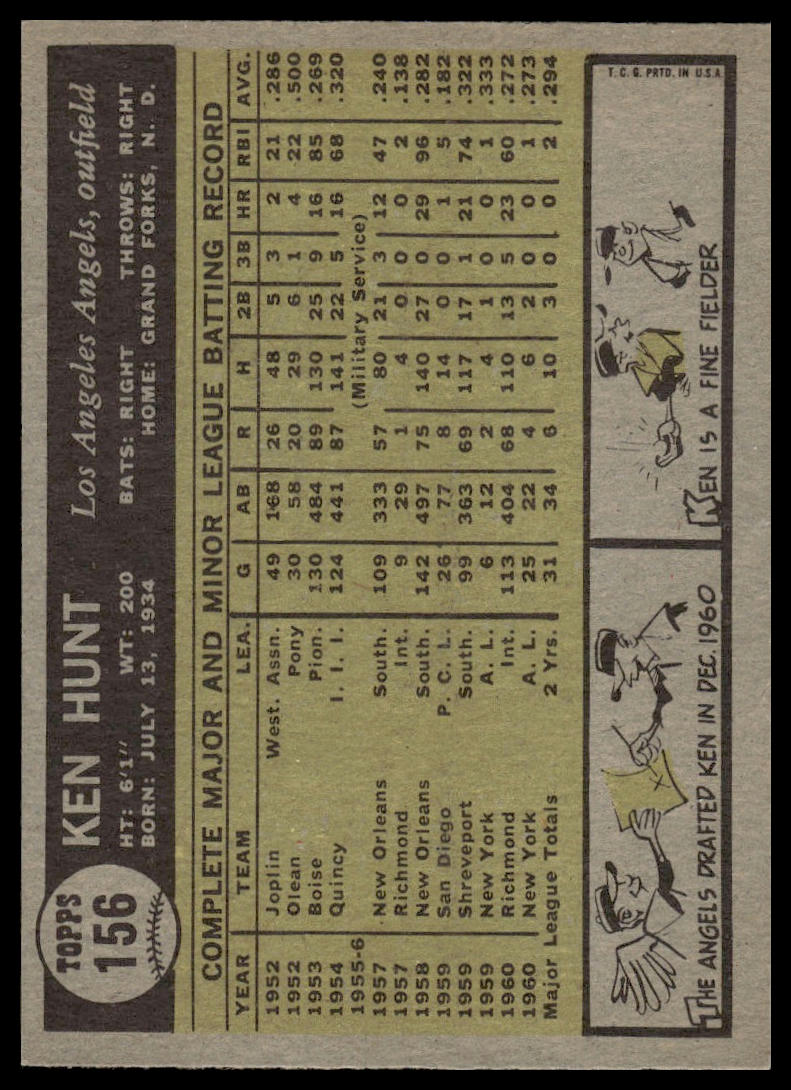 TOPPS
156
KEN HUNT Los Angeles Angels, outfield
HT: 6'1" WT: 200 BATS: RIGHT THROWS: RIGHT
BORN: JULY 13, 1934 HOME: GRAND FORKS, N. D.
COMPLETE MAJOR AND MINOR LEAGUE BATTING RECORD
YEAR TEAM LEA. G AB R H 2B 3B HR RBI AVG.
1952 Joplin West. Assn. 49 168 26 48 5 3 2 21 .286
1952 Olean Pony 30 58 20 29 6 1 4 22 .500
1953 Boise Pion. 130 484 89 130 25 9 16 85 .269
1954 Quincy I. I. I. 124 441 87 141 22 5 16 68 .320
1955-6 (Military Service)
1957 New Orleans South. 109 333 57 80 21 3 12 47 .240
1957 Richmond Int. 9 29 1 4 0 0 0 2 .138
1958 New Orleans South. 142 497 75 140 27 0 29 96 .282
1959 San Diego P. C. L. 26 77 8 14 0 0 1 5 .182
1959 Shreveport South. 99 363 69 117 17 1 21 74 .322
1959 New York A. L. 6 12 2 4 1 0 0 1 .333
1960 Richmond Int. 113 404 68 110 13 5 23 60 .272
1960 New York A. L. 25 22 4 6 2 0 0 1 .273
Major League Totals 2 Yrs. 31 34 6 10 3 0 0 2 .294
T. C. G. PRTD. IN U.S.A.
THE ANGELS DRAFTED KEN IN DEC. 1960
KEN IS A FINE FIELDER